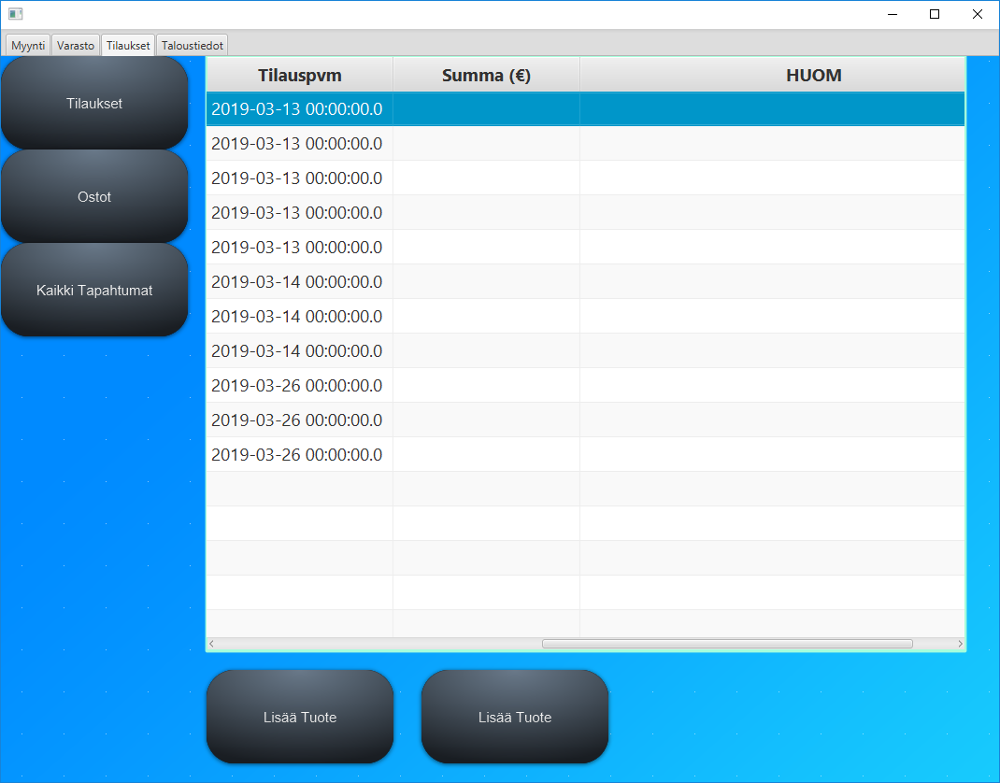 Myynti Varasto Tilaukset Taloustiedot
Tilaukset
Ostot
Kaikki Tapahtumat
Tilauspvm Summa (€) HUOM
2019-03-13 00:00:00.0
2019-03-13 00:00:00.0
2019-03-13 00:00:00.0
2019-03-13 00:00:00.0
2019-03-13 00:00:00.0
2019-03-14 00:00:00.0
2019-03-14 00:00:00.0
2019-03-14 00:00:00.0
2019-03-26 00:00:00.0
2019-03-26 00:00:00.0
2019-03-26 00:00:00.0
Lisää Tuote Lisää Tuote